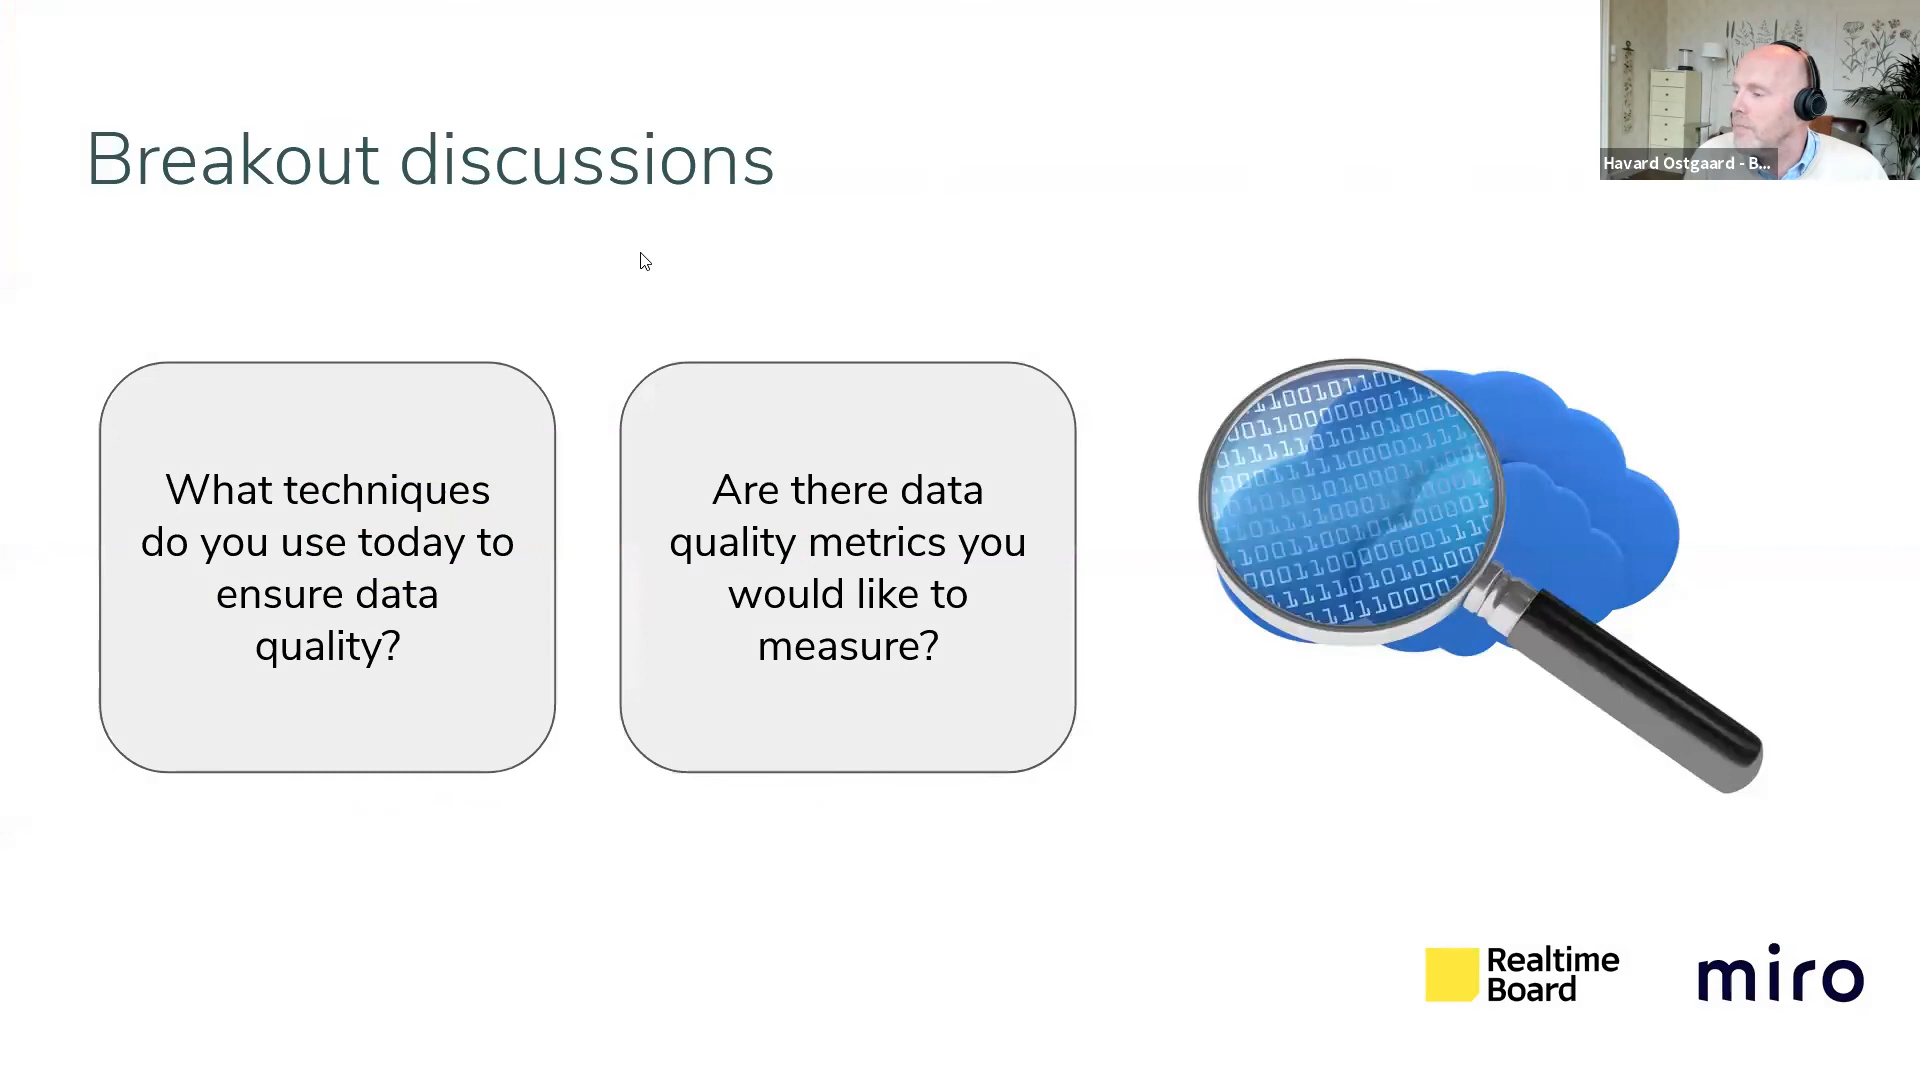 Breakout discussions
Havard Ostgaard - B...
What techniques
do you use today to
ensure data
quality?
Are there data
quality metrics you
would like to
measure?
Realtime
Board
miro